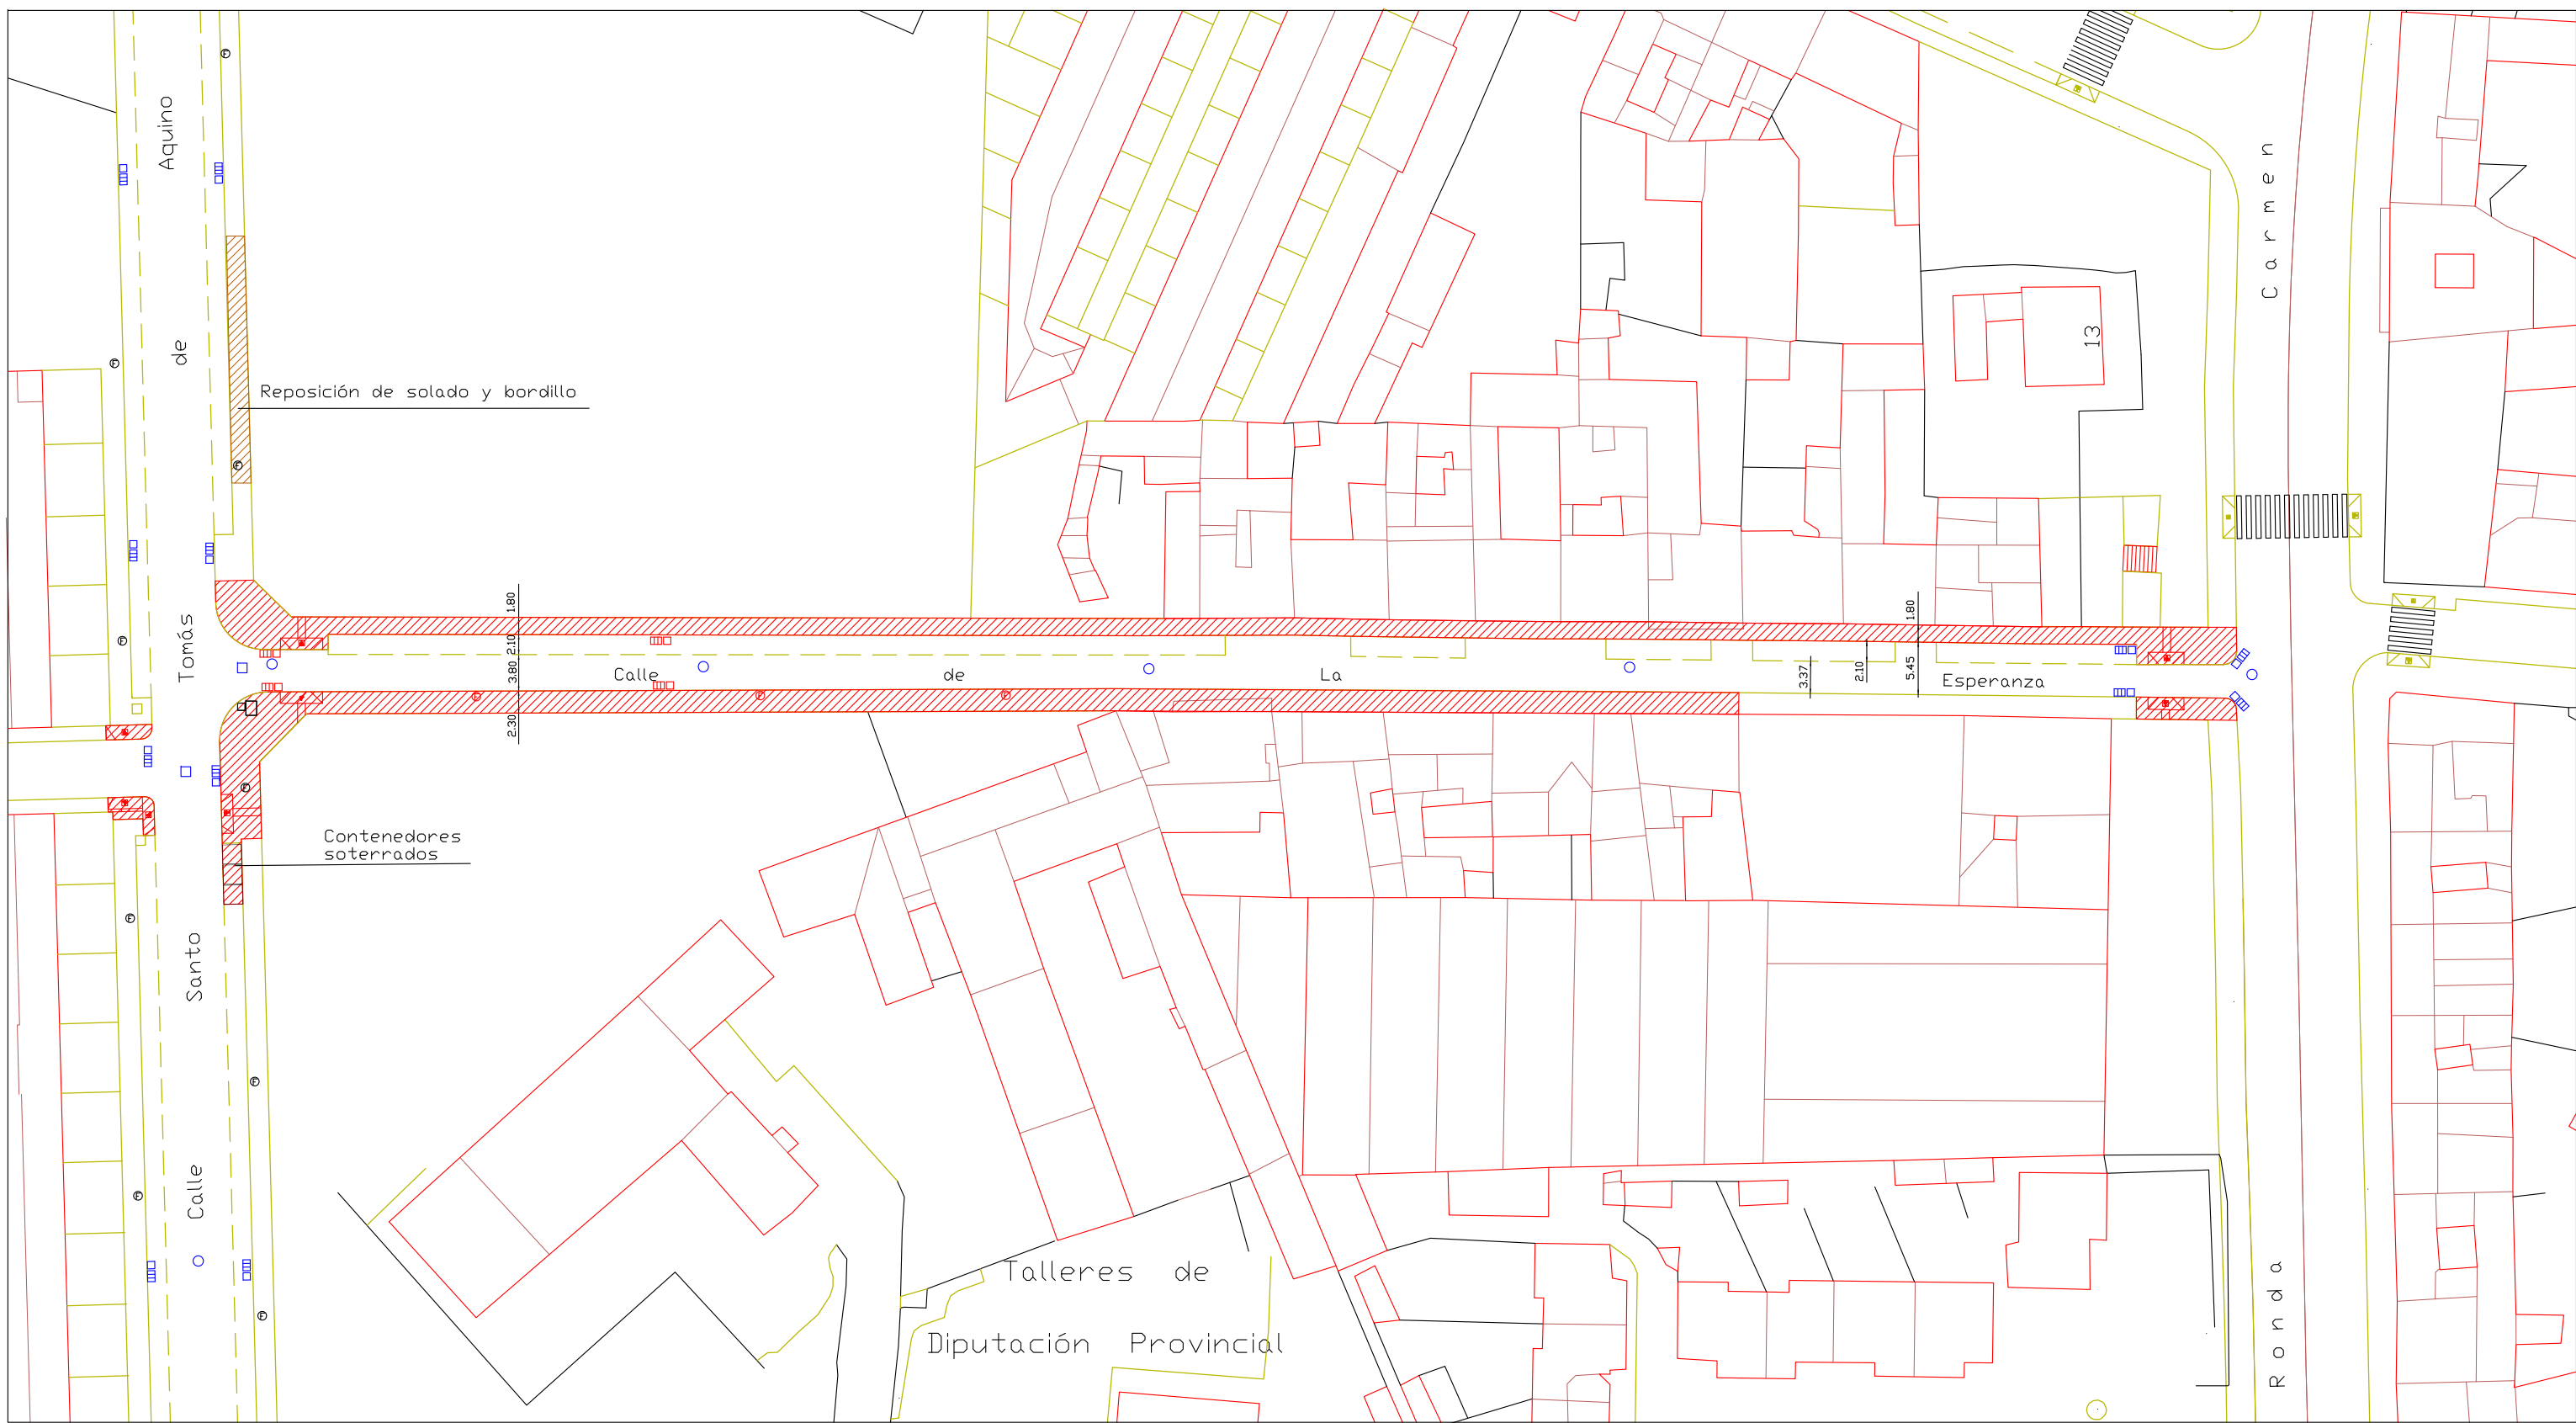 Aquino
de
Tomás
Santo
Calle
Reposición de solado y bordillo
Contenedores
soterrados
1.80
2.10
3.80
2.30
Calle de La Esperanza
3.37
2.10
1.80
5.45
13
Carmen
Ronda
Talleres de
Diputación Provincial